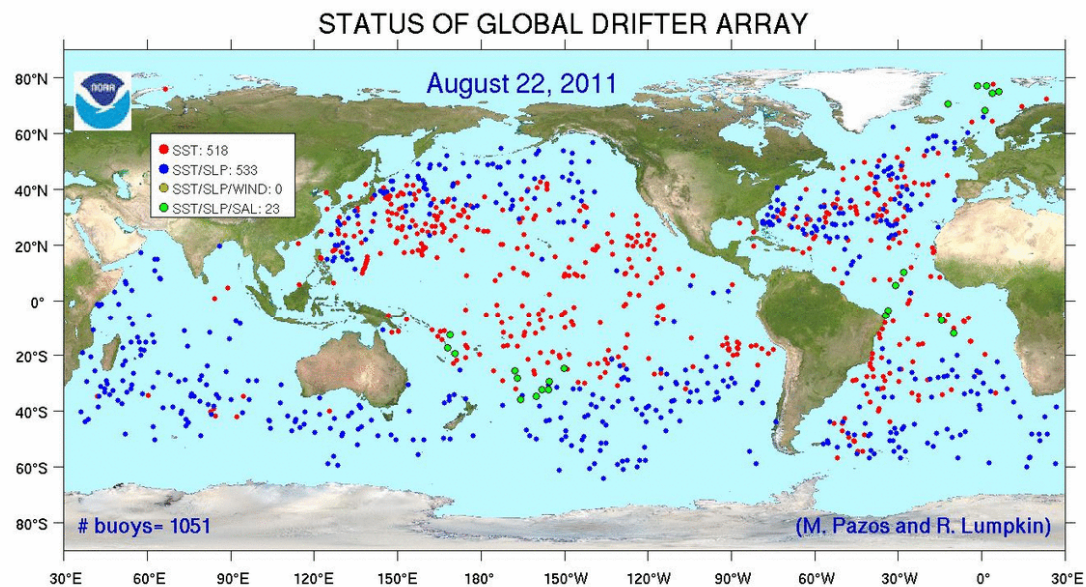 STATUS OF GLOBAL DRIFTER ARRAY
August 22, 2011
NOAA
80°N
60°N
40°N
20°N
0°
20°S
40°S
60°S
80°S
SST: 518
SST/SLP: 533
SST/SLP/WIND: 0
SST/SLP/SAL: 23
# buoys= 1051
(M. Pazos and R. Lumpkin)
30°E 60°E 90°E 120°E 150°E 180° 150°W 120°W 90°W 60°W 30°W 0° 30°E